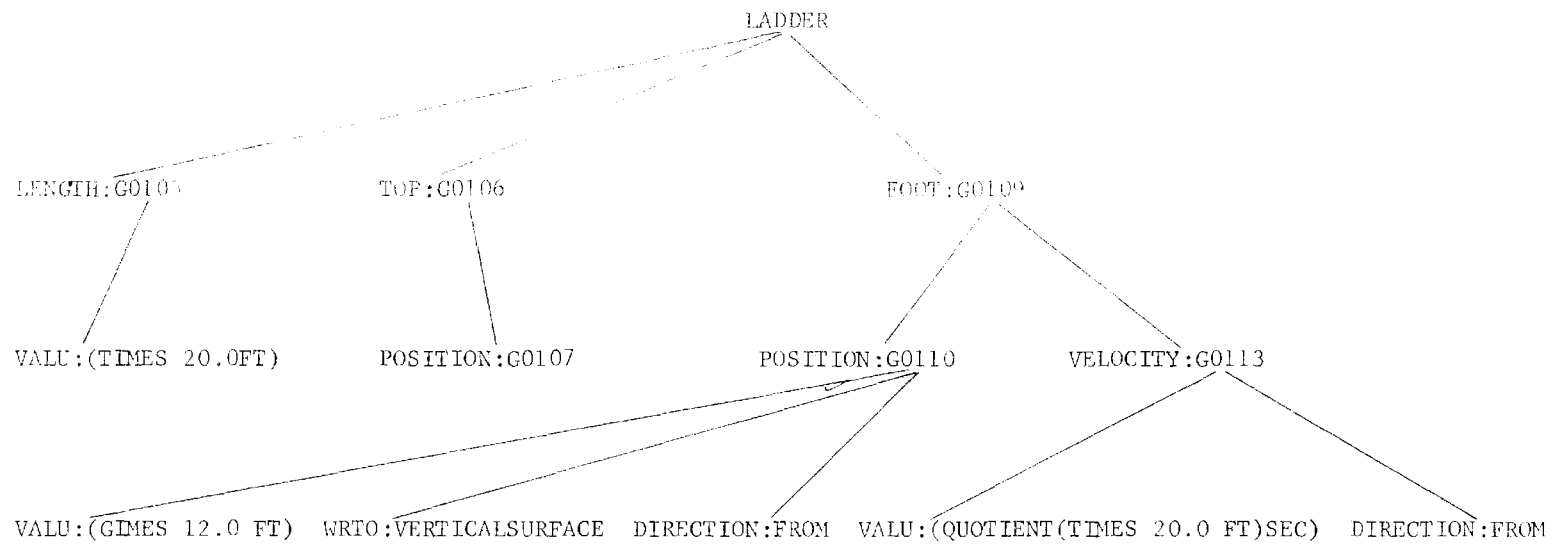 LADDER
LENGTH:G0103 TOP:G0106 FOOT:G0109
VALU:(TIMES 20.0FT) POSITION:G0107 POSITION:G0110 VELOCITY:G0113
VALU:(GIMES 12.0 FT) WRTO:VERTICALSURFACE DIRECTION:FROM VALU:(QUOTIENT(TIMES 20.0 FT)SEC) DIRECTION:FROM